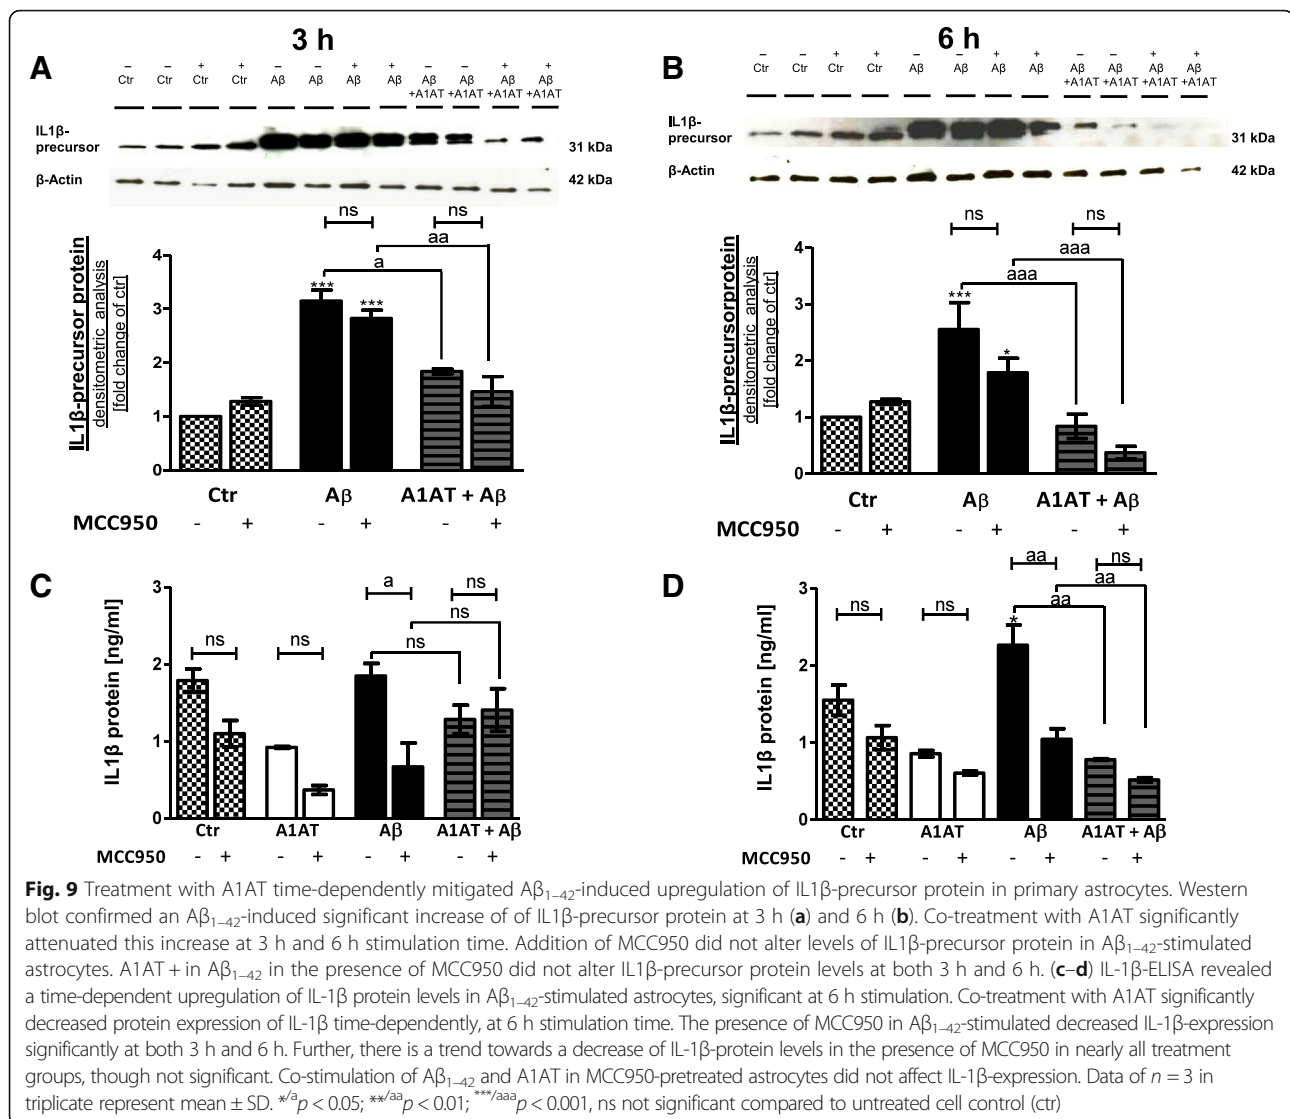 3 h
A
− − + + − − + + − − + +
Ctr Ctr Ctr Ctr Aβ Aβ Aβ Aβ Aβ Aβ Aβ Aβ
+A1AT +A1AT +A1AT +A1AT
IL1β-
precursor
31 kDa
β-Actin
42 kDa
ns ns
aa
a
IL1β-precursor protein
densitometric analysis
[fold change of ctr]
4
3
2
1
0
*** ***
Ctr Aβ A1AT + Aβ
MCC950 - + - + - +
6 h
B
− − + + − − + + − − + +
Ctr Ctr Ctr Ctr Aβ Aβ Aβ Aβ Aβ Aβ Aβ Aβ
+A1AT +A1AT +A1AT +A1AT
IL1β-
precursor
31 kDa
β-Actin
42 kDa
ns ns
aaa
aaa
IL1β-precursorprotein
densitometric analysis
[fold change of ctr]
4
3
2
1
0
*** *
Ctr Aβ A1AT + Aβ
MCC950 - + - + - +
C
IL1β protein [ng/ml]
3
2
1
0
ns ns a ns
ns
ns
Ctr A1AT Aβ A1AT + Aβ
MCC950 - + - + - + - +
D
IL1β protein [ng/ml]
3
2
1
0
ns ns aa ns
aa
aa
*
Ctr A1AT Aβ A1AT + Aβ
MCC950 - + - + - + - +
Fig. 9 Treatment with A1AT time-dependently mitigated Aβ1–42-induced upregulation of IL1β-precursor protein in primary astrocytes. Western
blot confirmed an Aβ1–42-induced significant increase of of IL1β-precursor protein at 3 h (a) and 6 h (b). Co-treatment with A1AT significantly
attenuated this increase at 3 h and 6 h stimulation time. Addition of MCC950 did not alter levels of IL1β-precursor protein in Aβ1–42-stimulated
astrocytes. A1AT + in Aβ1–42 in the presence of MCC950 did not alter IL1β-precursor protein levels at both 3 h and 6 h. (c–d) IL-1β-ELISA revealed
a time-dependent upregulation of IL-1β protein levels in Aβ1–42-stimulated astrocytes, significant at 6 h stimulation. Co-treatment with A1AT significantly
decreased protein expression of IL-1β time-dependently, at 6 h stimulation time. The presence of MCC950 in Aβ1–42-stimulated decreased IL-1β-expression
significantly at both 3 h and 6 h. Further, there is a trend towards a decrease of IL-1β-protein levels in the presence of MCC950 in nearly all treatment
groups, though not significant. Co-stimulation of Aβ1–42 and A1AT in MCC950-pretreated astrocytes did not affect IL-1β-expression. Data of n = 3 in
triplicate represent mean ± SD. */ap < 0.05; **/aap < 0.01; ***/aaap < 0.001, ns not significant compared to untreated cell control (ctr)